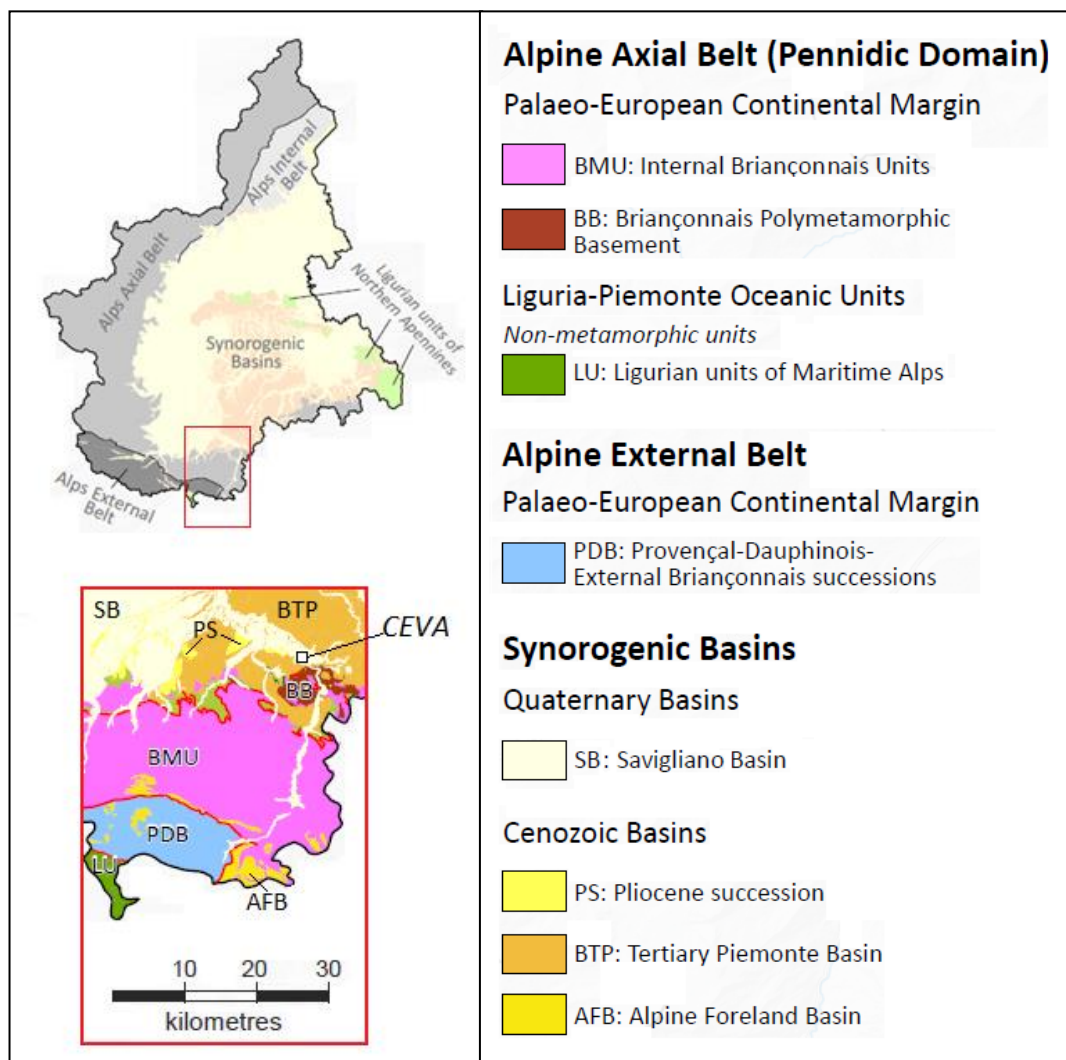 Alps Internal
Belt
Alps Axial Belt
Ligurian units of
Northern Apennines
Synorogenic
Basins
Alps External
Belt
SB
BTP
PS
CEVA
BB
BMU
PDB
LU
AFB
10 20 30
kilometres
Alpine Axial Belt (Pennidic Domain)
Palaeo-European Continental Margin
BMU: Internal Briançonnais Units
BB: Briançonnais Polymetamorphic
Basement
Liguria-Piemonte Oceanic Units
Non-metamorphic units
LU: Ligurian units of Maritime Alps
Alpine External Belt
Palaeo-European Continental Margin
PDB: Provençal-Dauphinois-
External Briançonnais successions
Synorogenic Basins
Quaternary Basins
SB: Savigliano Basin
Cenozoic Basins
PS: Pliocene succession
BTP: Tertiary Piemonte Basin
AFB: Alpine Foreland Basin